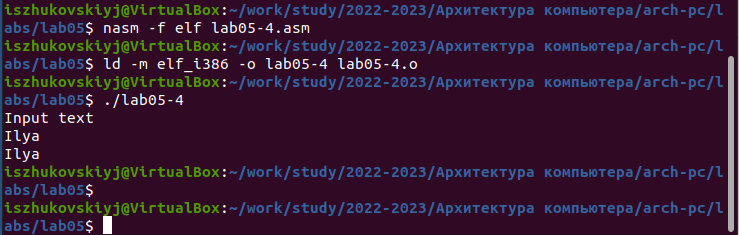 iszhukovskiyj@VirtualBox:~/work/study/2022-2023/Архитектура компьютера/arch-pc/l
abs/lab05$ nasm -f elf lab05-4.asm
iszhukovskiyj@VirtualBox:~/work/study/2022-2023/Архитектура компьютера/arch-pc/l
abs/lab05$ ld -m elf_i386 -o lab05-4 lab05-4.o
iszhukovskiyj@VirtualBox:~/work/study/2022-2023/Архитектура компьютера/arch-pc/l
abs/lab05$ ./lab05-4
Input text
Ilya
Ilya
iszhukovskiyj@VirtualBox:~/work/study/2022-2023/Архитектура компьютера/arch-pc/l
abs/lab05$
iszhukovskiyj@VirtualBox:~/work/study/2022-2023/Архитектура компьютера/arch-pc/l
abs/lab05$